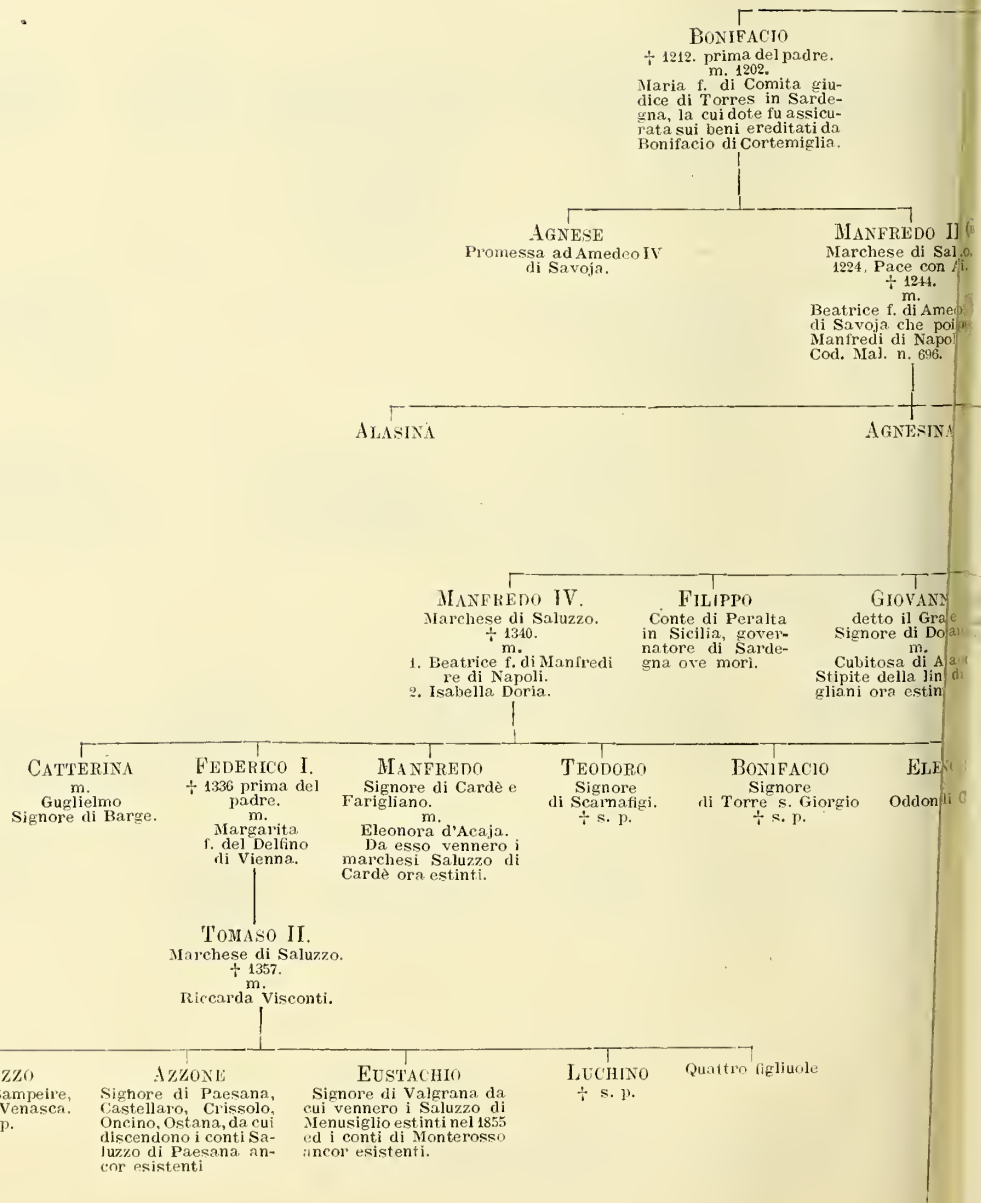 BONIFACIO
† 1212. prima del padre.
m. 1202.
Maria f. di Comita giu-
dice di Torres in Sarde-
gna, la cui dote fu assicu-
rata sui beni ereditati da
Bonifacio di Cortemiglia.
AGNESE
Promessa ad Amedeo IV
di Savoja.
MANFREDO II
Marchese di Sal
1224, Pace con
† 1244.
m.
Beatrice f. di Ame
di Savoja che poi
Manfredi di Napol
Cod. Mal. n. 696.
ALASINA
AGNESINA
MANFREDO IV.
Marchese di Saluzzo.
† 1340.
m.
1. Beatrice f. di Manfredi
re di Napoli.
2. Isabella Doria.
FILIPPO
Conte di Peralta
in Sicilia, gover-
natore di Sarde-
gna ove morì.
GIOVANN
detto il Gra
Signore di Do
m.
Cubitosa di A
Stipite della lin
gliani ora estin
CATTERINA
m.
Guglielmo
Signore di Barge.
FEDERICO I.
† 1336 prima del
padre.
m.
Margarita
f. del Delfino
di Vienna.
MANFREDO
Signore di Cardè e
Farigliano.
m.
Eleonora d'Acaja.
Da esso vennero i
marchesi Saluzzo di
Cardè ora estinti.
TEODORO
Signore
di Scarnafigi.
† s. p.
BONIFACIO
Signore
di Torre s. Giorgio
† s. p.
ELE
Oddon
TOMASO II.
Marchese di Saluzzo.
† 1357.
m.
Riccarda Visconti.
ZZO
ampeire,
Venasca.
p.
AZZONE
Signore di Paesana,
Castellaro, Crissolo,
Oncino, Ostana, da cui
discendono i conti Sa-
luzzo di Paesana an-
cor esistenti
EUSTACHIO
Signore di Valgrana da
cui vennero i Saluzzo di
Menusiglio estinti nel 1855
ed i conti di Monterosso
ancor esistenti.
LUCHINO
† s. p.
Quattro figliuole